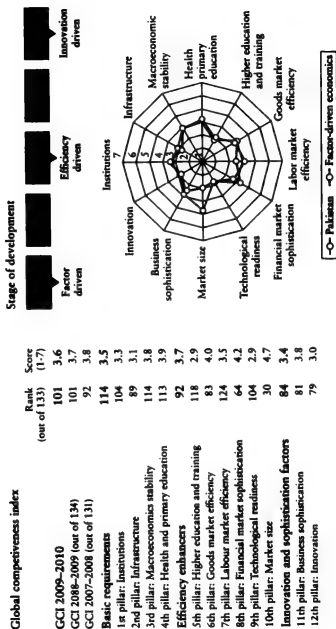 Global competiveness index
Rank Score
(out of 133) (1-7)
GCI 2009–2010 101 3.6
GCI 2088–2009 (out of 134) 101 3.7
GCI 2007–2008 (out of 131) 92 3.8
Basic requirements 114 3.5
1st pillar: Institutions 104 3.3
2nd pillar: Infrastructure 89 3.1
3rd pillar: Macroeconomics stability 114 3.8
4th pillar: Health and primary education 113 3.9
Efficiency enhancers 92 3.7
5th pillar: Higher education and training 118 2.9
6th pillar: Goods market efficiency 83 4.0
7th pillar: Labour market efficiency 124 3.5
8th pillar: Financial market sophistication 64 4.2
9th pillar: Technological readiness 104 2.9
10th pillar: Market size 30 4.7
Innovation and sophistication factors 84 3.4
11th pillar: Business sophistication 81 3.8
12th pillar: Innovation 79 3.0
Stage of development
Factor
driven
Efficiency
driven
Innovation
driven
Institutions
Infrastructure
Macroeconomic
stability
Health
primary
education
Higher education
and training
Goods market
efficiency
Labor market
efficiency
Financial market
sophistication
Technological
readiness
Market size
Business
sophistication
Innovation
7
6
5
4
3
2
Pakistan Factor-driven economics